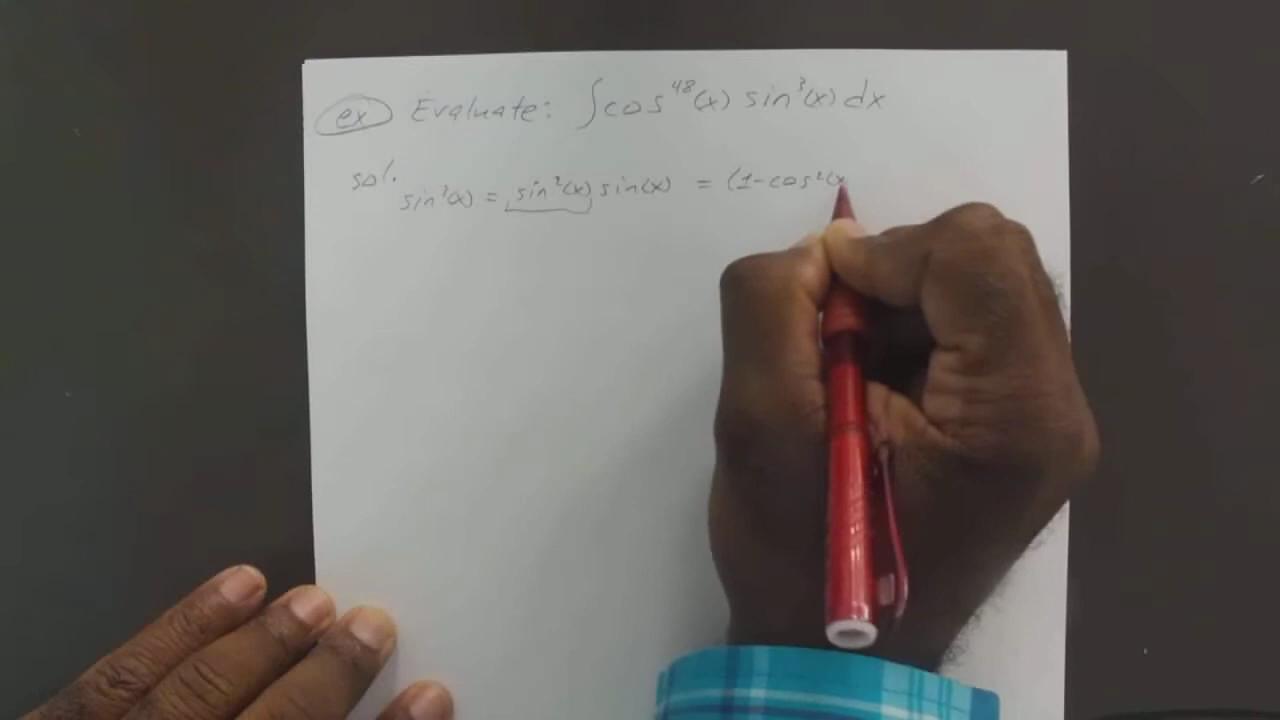 ex Evaluate: ∫cos⁴⁸(x) sin³(x) dx
sol.
sin³(x) = sin²(x) sin(x) = (1-cos²(x